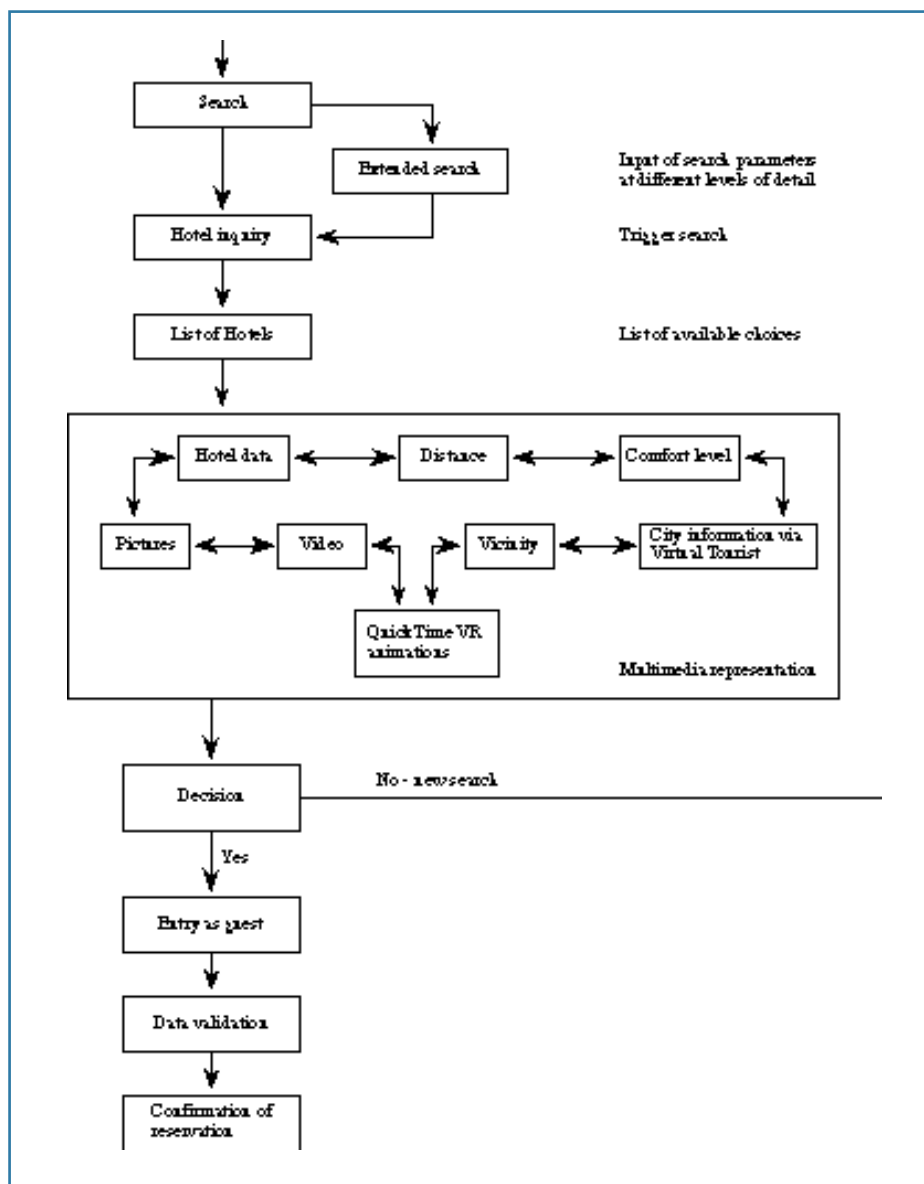 Search
Extended search
Input of search parameters
at different levels of detail
Hotel inquiry
Trigger search
List of Hotels
List of available choices
Hotel data
Distance
Comfort level
Pictures
Video
Vicinity
City information via
Virtual Tourist
QuickTime VR
animations
Multimedia representation
No - new search
Decision
Yes
Entry as guest
Data validation
Confirmation of
reservation